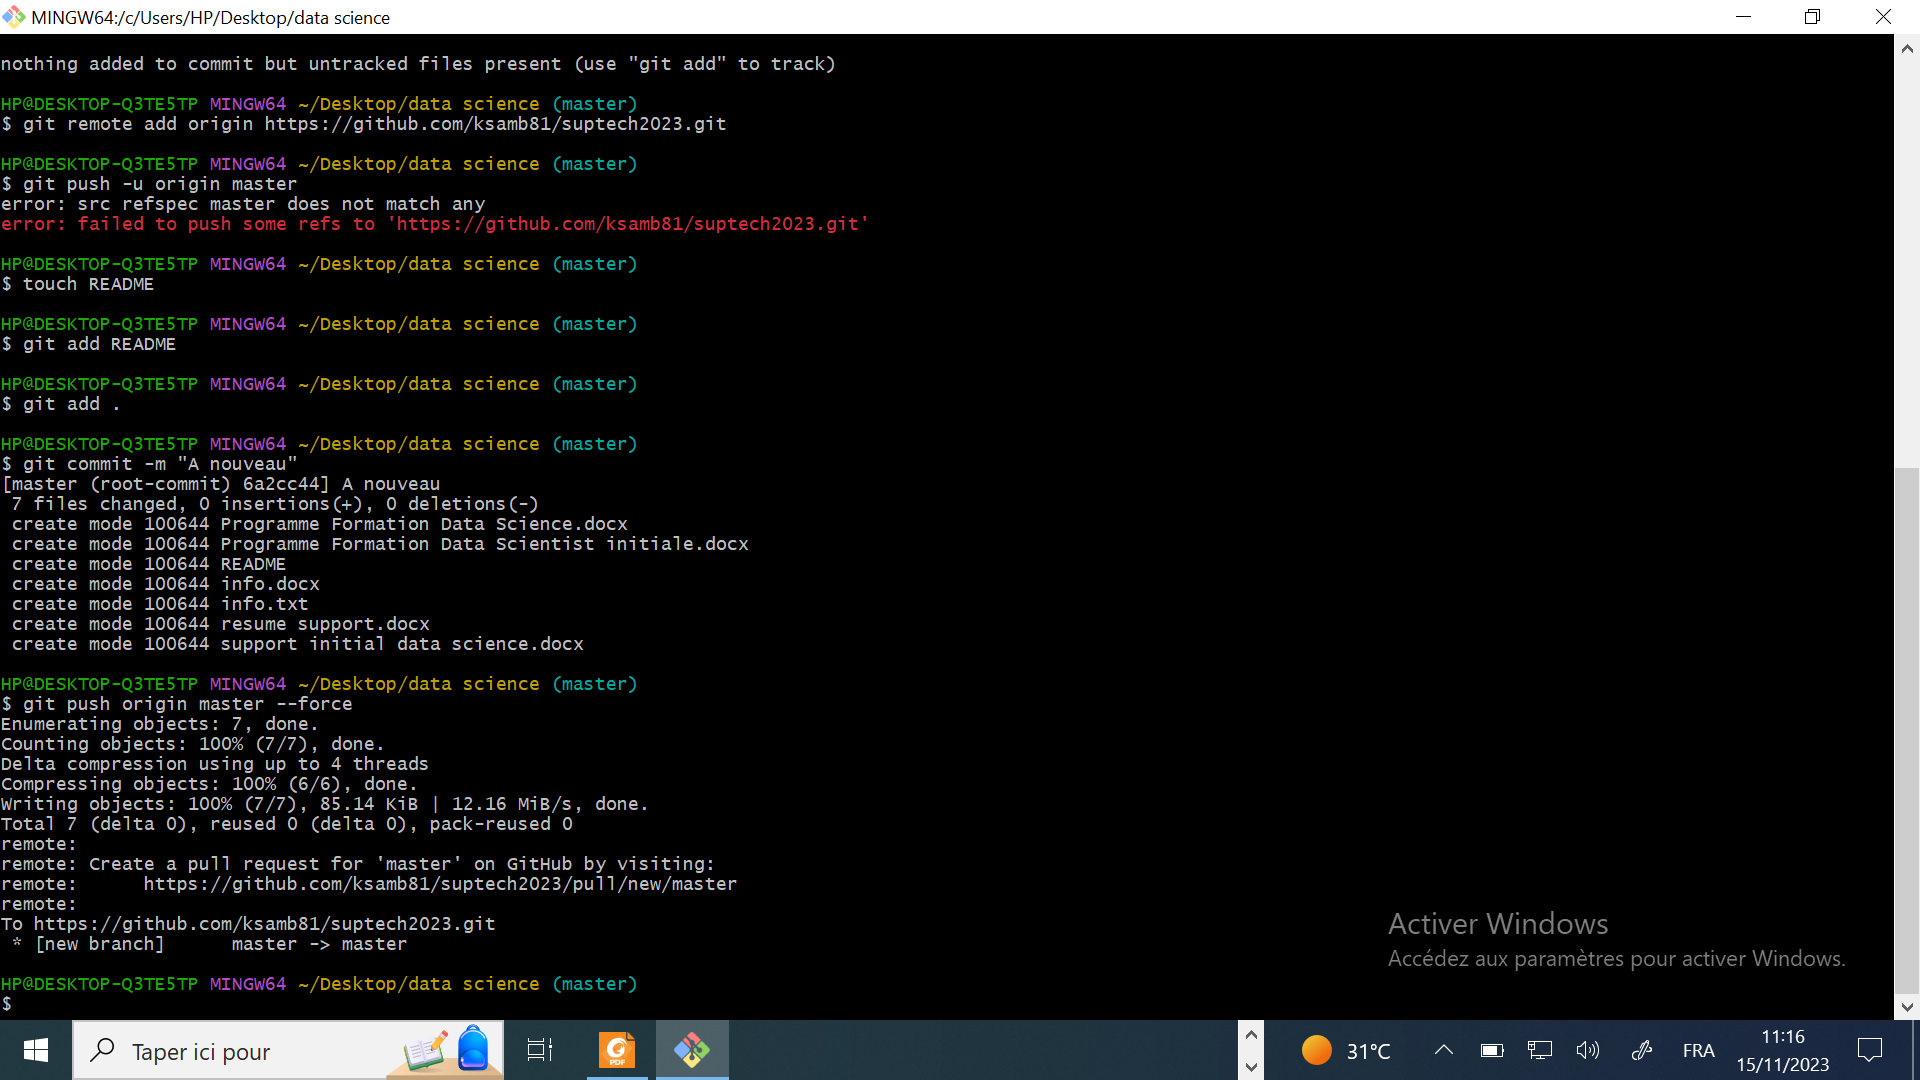 MINGW64:/c/Users/HP/Desktop/data science
nothing added to commit but untracked files present (use "git add" to track)
HP@DESKTOP-Q3TE5TP MINGW64 ~/Desktop/data science (master)
$ git remote add origin https://github.com/ksamb81/suptech2023.git
HP@DESKTOP-Q3TE5TP MINGW64 ~/Desktop/data science (master)
$ git push -u origin master
error: src refspec master does not match any
error: failed to push some refs to 'https://github.com/ksamb81/suptech2023.git'
HP@DESKTOP-Q3TE5TP MINGW64 ~/Desktop/data science (master)
$ touch README
HP@DESKTOP-Q3TE5TP MINGW64 ~/Desktop/data science (master)
$ git add README
HP@DESKTOP-Q3TE5TP MINGW64 ~/Desktop/data science (master)
$ git add .
HP@DESKTOP-Q3TE5TP MINGW64 ~/Desktop/data science (master)
$ git commit -m "A nouveau"
[master (root-commit) 6a2cc44] A nouveau
 7 files changed, 0 insertions(+), 0 deletions(-)
 create mode 100644 Programme Formation Data Science.docx
 create mode 100644 Programme Formation Data Scientist initiale.docx
 create mode 100644 README
 create mode 100644 info.docx
 create mode 100644 info.txt
 create mode 100644 resume support.docx
 create mode 100644 support initial data science.docx
HP@DESKTOP-Q3TE5TP MINGW64 ~/Desktop/data science (master)
$ git push origin master --force
Enumerating objects: 7, done.
Counting objects: 100% (7/7), done.
Delta compression using up to 4 threads
Compressing objects: 100% (6/6), done.
Writing objects: 100% (7/7), 85.14 KiB | 12.16 MiB/s, done.
Total 7 (delta 0), reused 0 (delta 0), pack-reused 0
remote:
remote: Create a pull request for 'master' on GitHub by visiting:
remote:      https://github.com/ksamb81/suptech2023/pull/new/master
remote:
To https://github.com/ksamb81/suptech2023.git
 * [new branch]      master -> master
HP@DESKTOP-Q3TE5TP MINGW64 ~/Desktop/data science (master)
$
Activer Windows
Accédez aux paramètres pour activer Windows.
Taper ici pour
PDF
31°C
FRA
11:16
15/11/2023